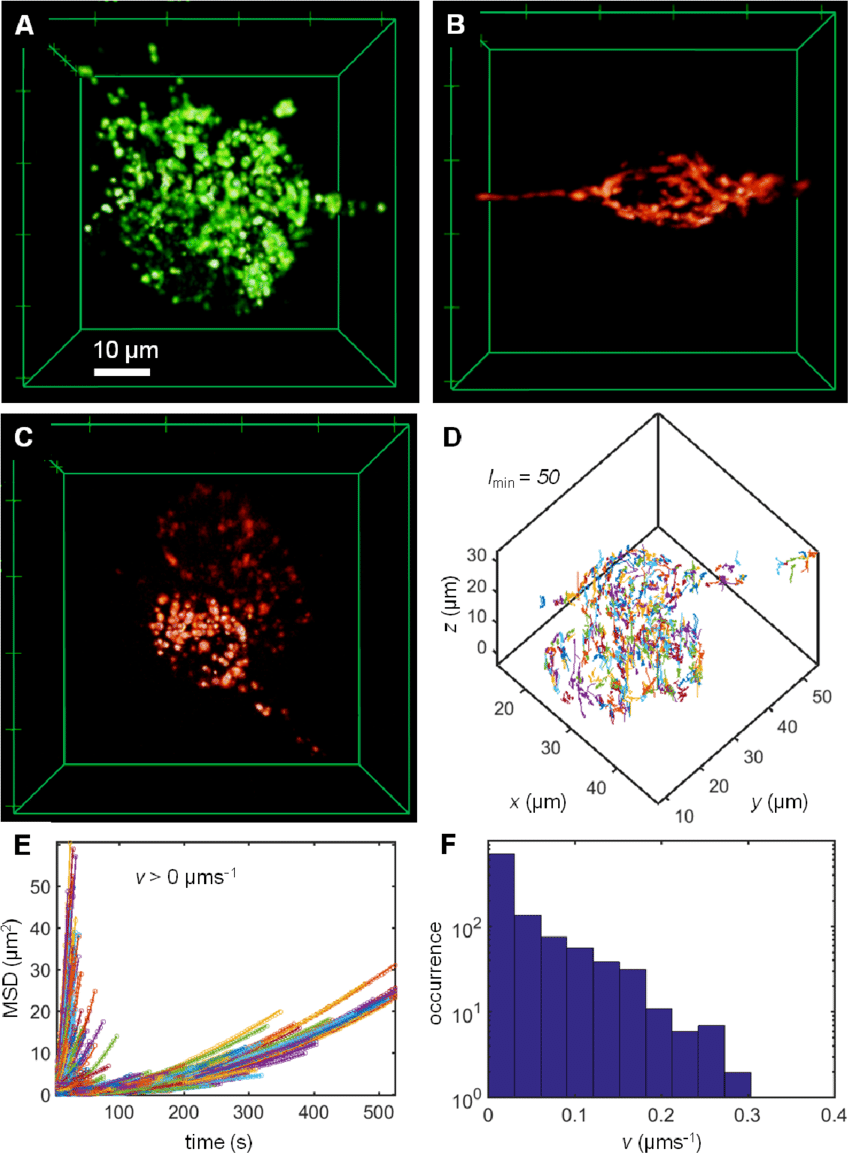 A
10 µm
B
C
D
Imin = 50
30
20
10
0
z (µm)
20
30
40
x (µm)
10
20
30
40
50
y (µm)
E
v > 0 µms-1
50
40
30
20
10
0
MSD (µm2)
100
200
300
400
500
time (s)
F
102
101
100
occurrence
0
0.1
0.2
0.3
0.4
v (µms-1)